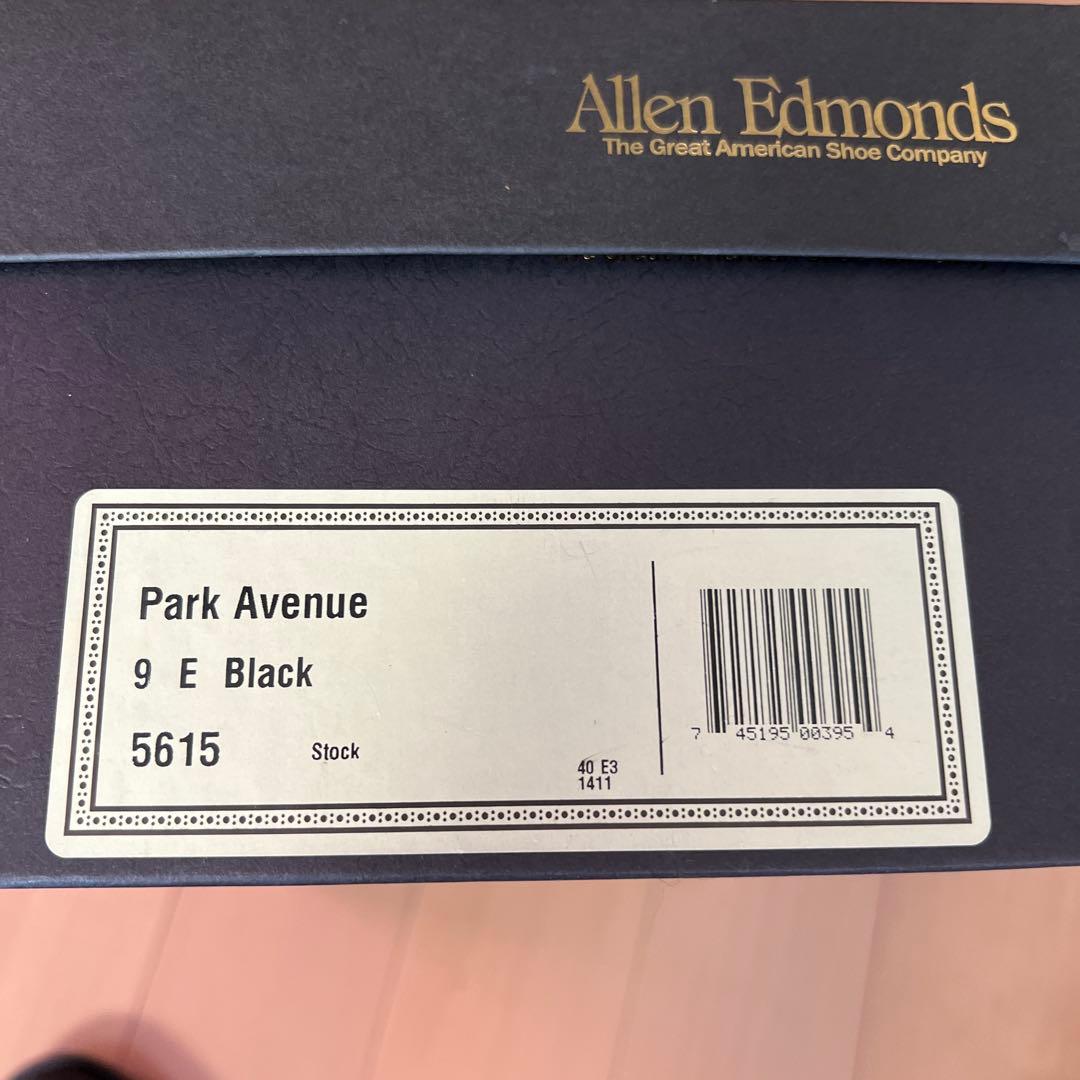 Allen Edmonds
The Great American Shoe Company
Park Avenue
9 E Black
5615 Stock
40 E3
1411
7 45195 00395 4